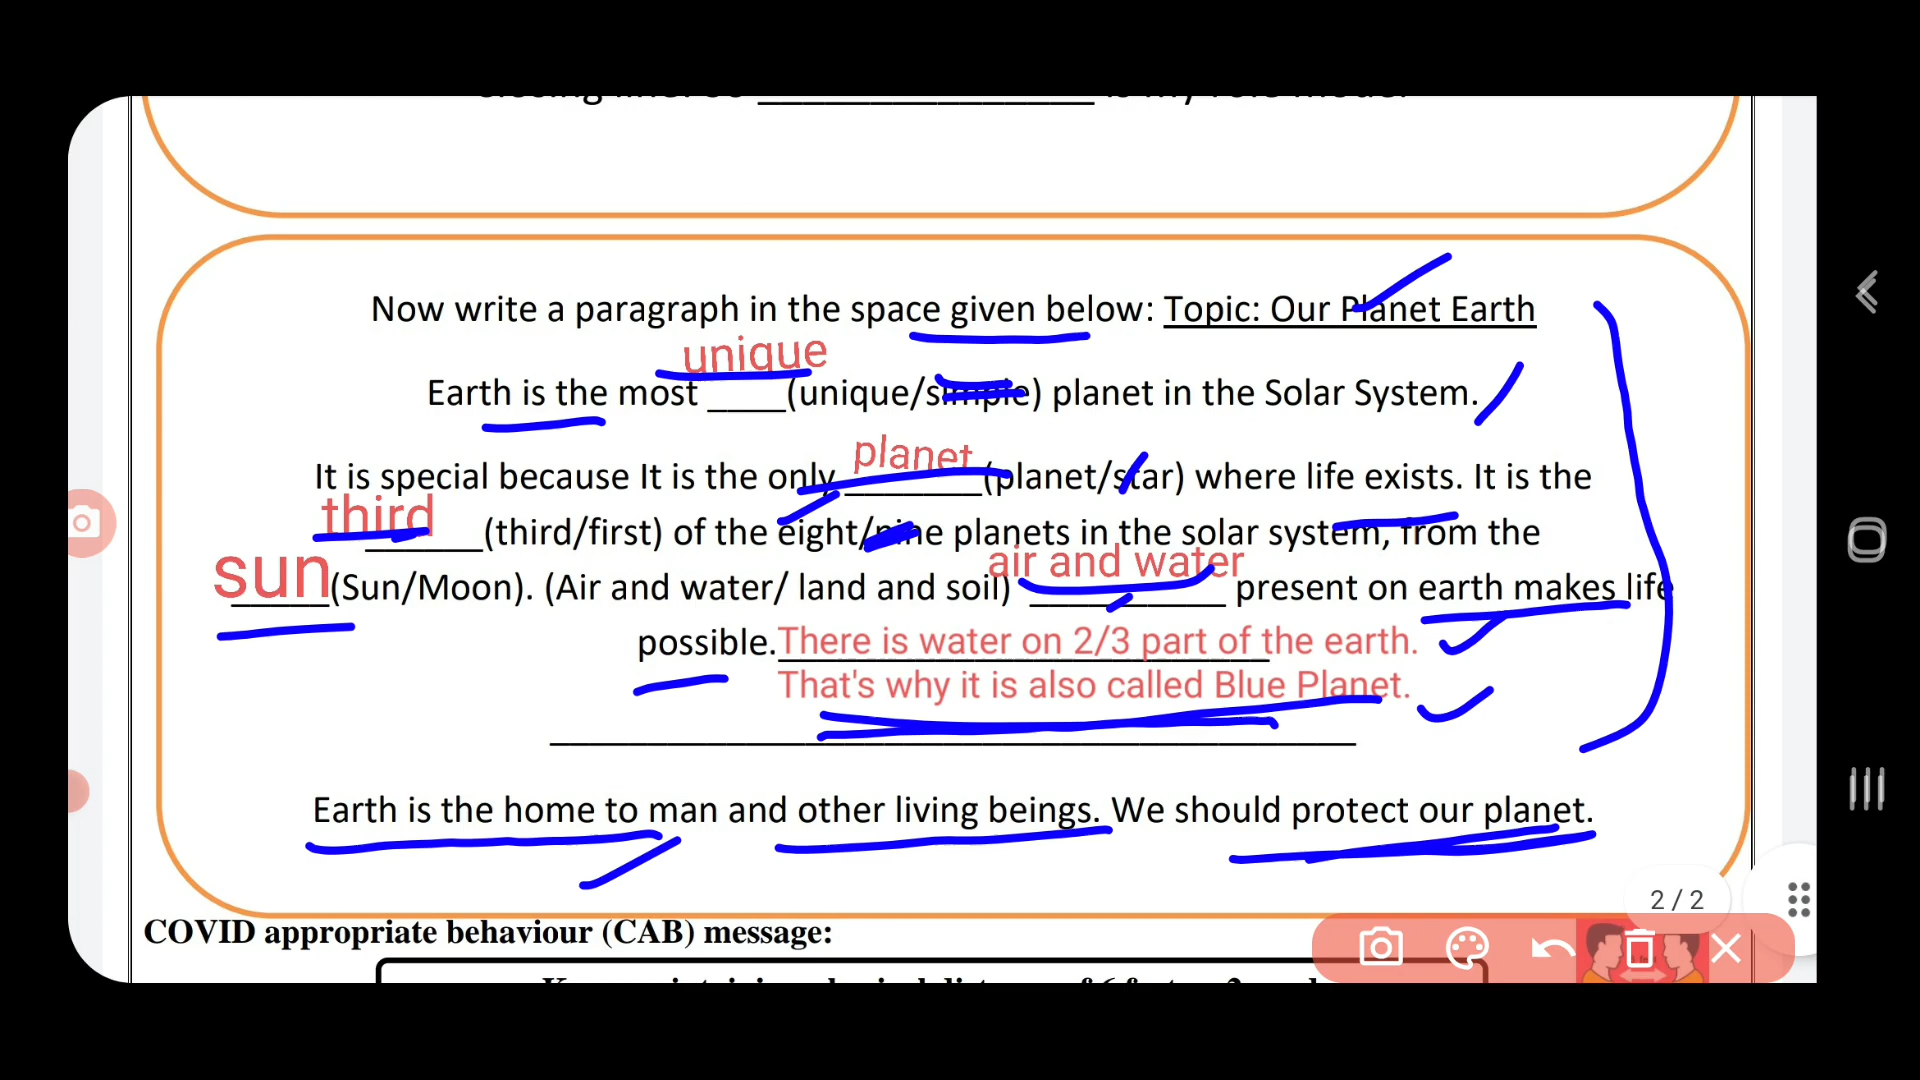 Now write a paragraph in the space given below: Topic: Our Planet Earth
unique
Earth is the most ____(unique/simple) planet in the Solar System.
planet
It is special because It is the only _______(planet/star) where life exists. It is the
third
______(third/first) of the eight/nine planets in the solar system, from the
sun air and water
_____(Sun/Moon). (Air and water/ land and soil) __________ present on earth makes life
possible. There is water on 2/3 part of the earth.
That's why it is also called Blue Planet.
Earth is the home to man and other living beings. We should protect our planet.
2 / 2
COVID appropriate behaviour (CAB) message: